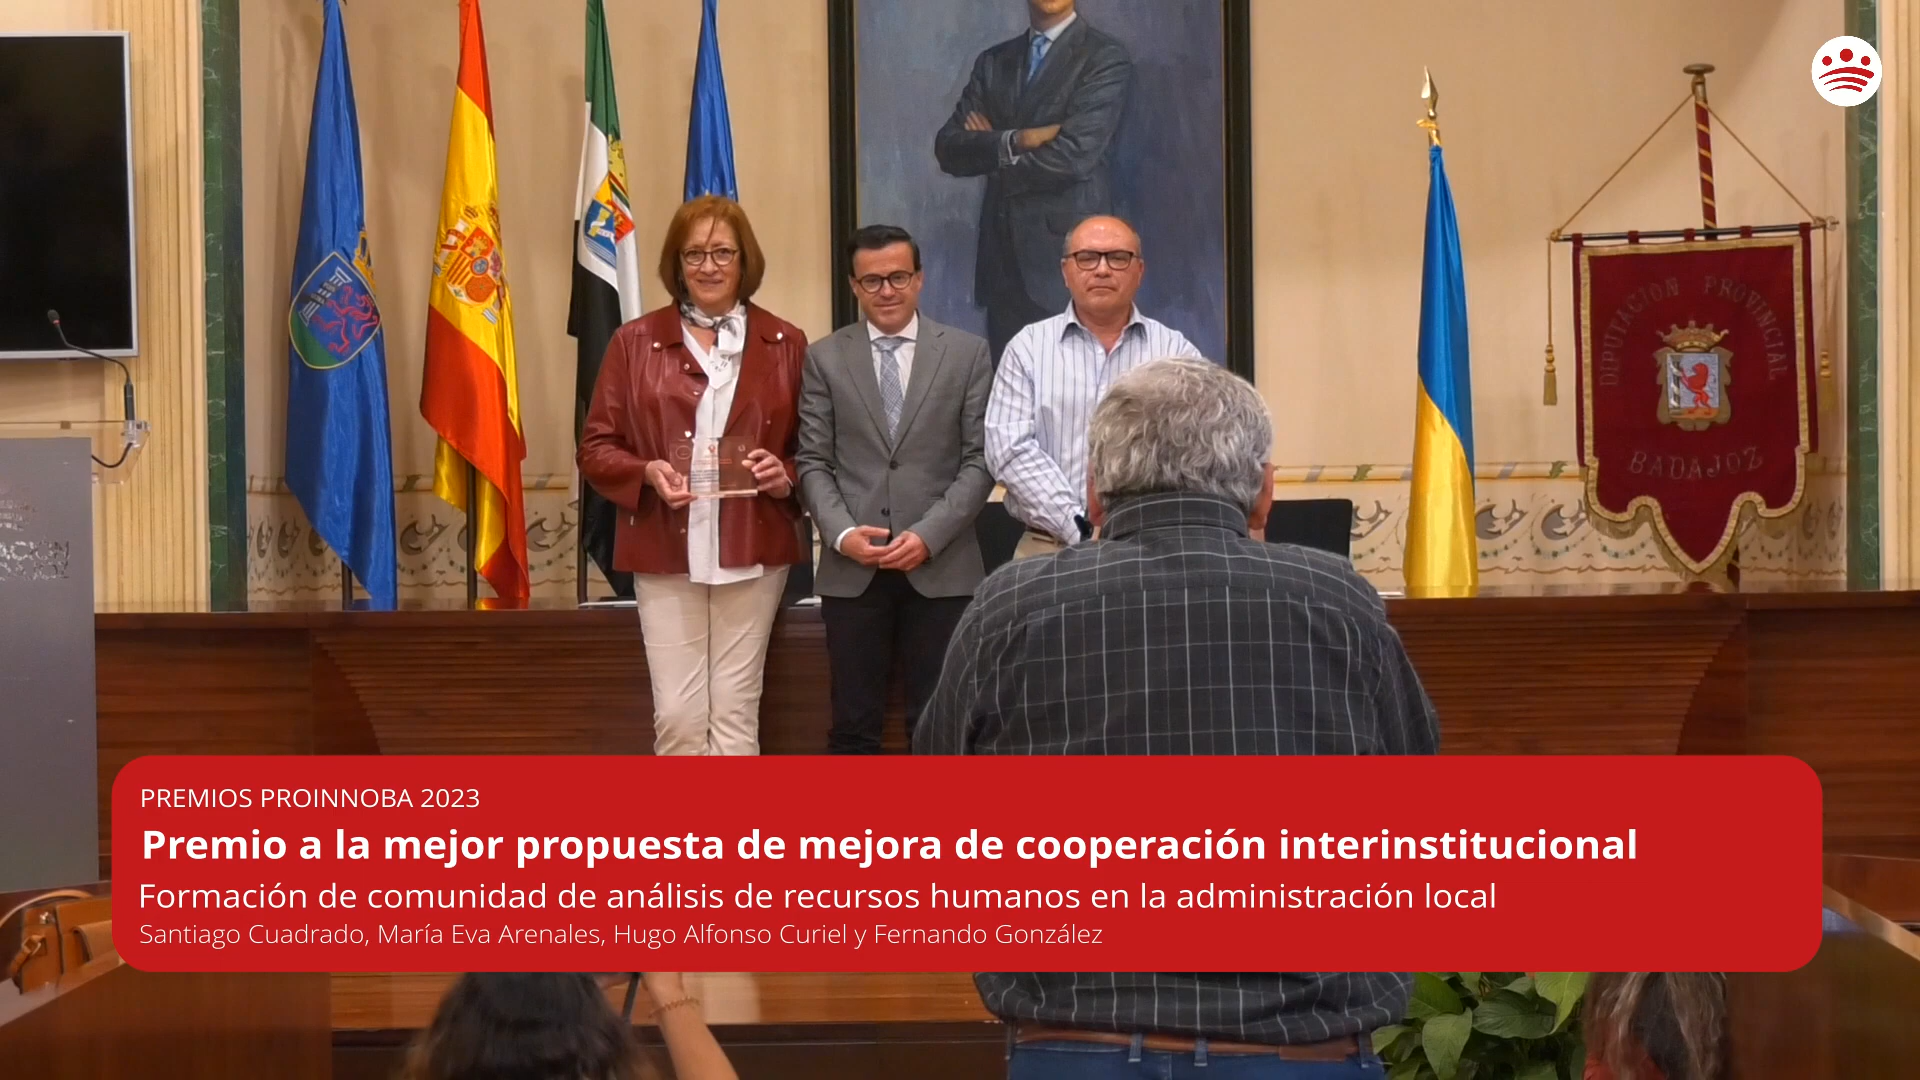 DIPUTACION PROVINCIAL
BADAJOZ
PREMIOS PROINNOBA 2023
Premio a la mejor propuesta de mejora de cooperación interinstitucional
Formación de comunidad de análisis de recursos humanos en la administración local
Santiago Cuadrado, María Eva Arenales, Hugo Alfonso Curiel y Fernando González